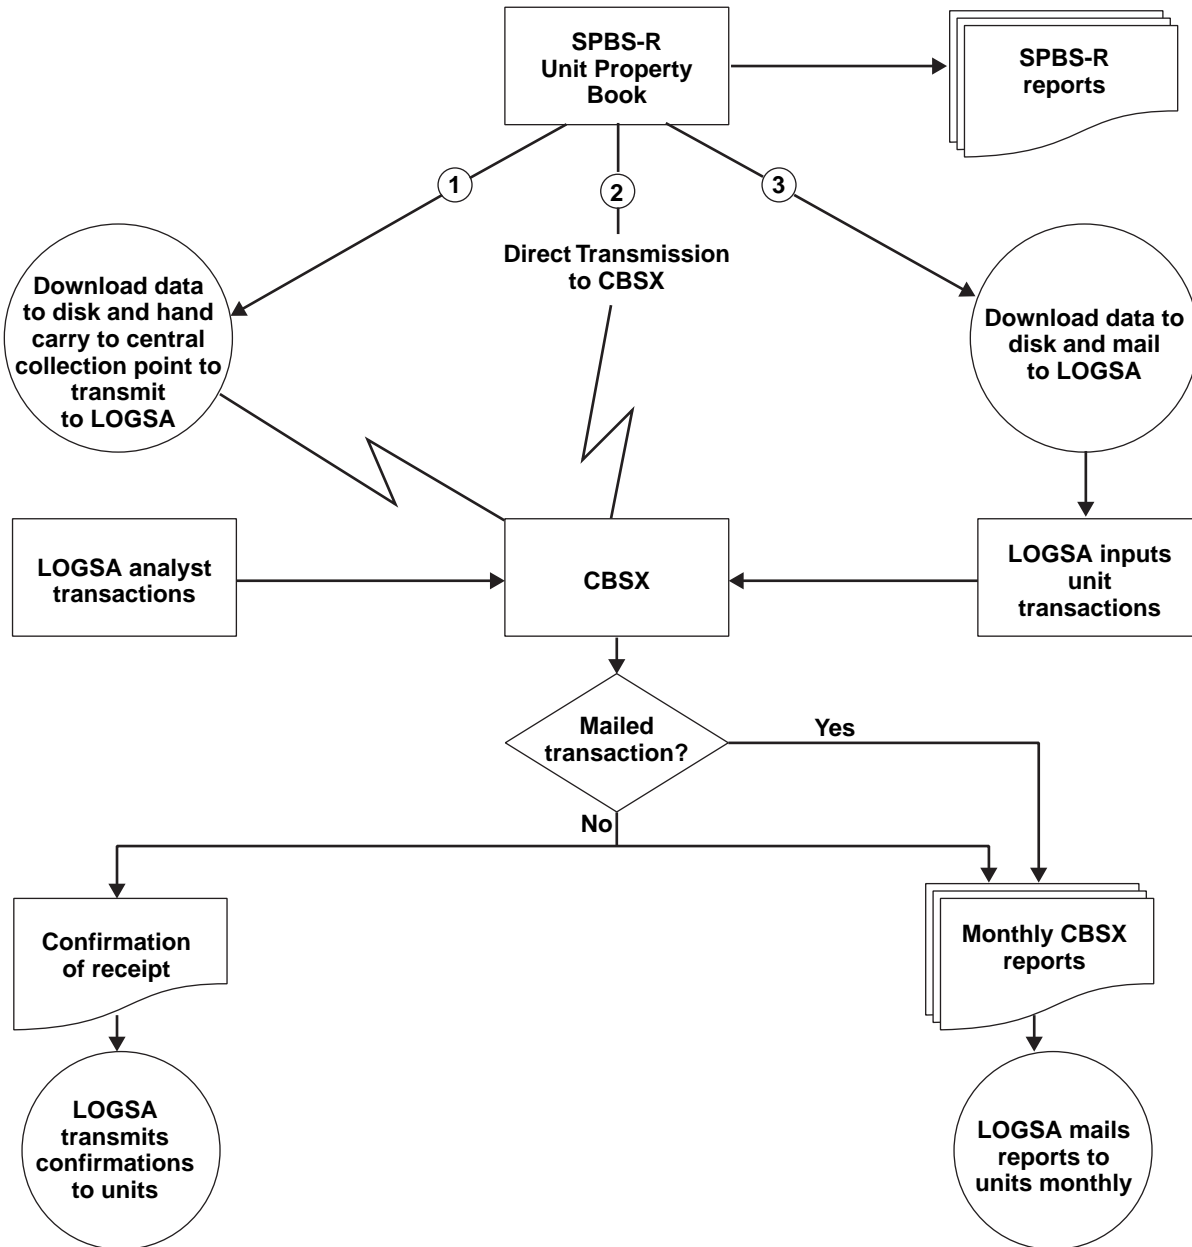 SPBS-R
Unit Property
Book
SPBS-R
reports
1
2
3
Direct Transmission
to CBSX
Download data
to disk and hand
carry to central
collection point to
transmit
to LOGSA
Download data to
disk and mail
to LOGSA
LOGSA analyst
transactions
CBSX
LOGSA inputs
unit
transactions
Mailed
transaction?
Yes
No
Confirmation
of receipt
Monthly CBSX
reports
LOGSA
transmits
confirmations
to units
LOGSA mails
reports to
units monthly